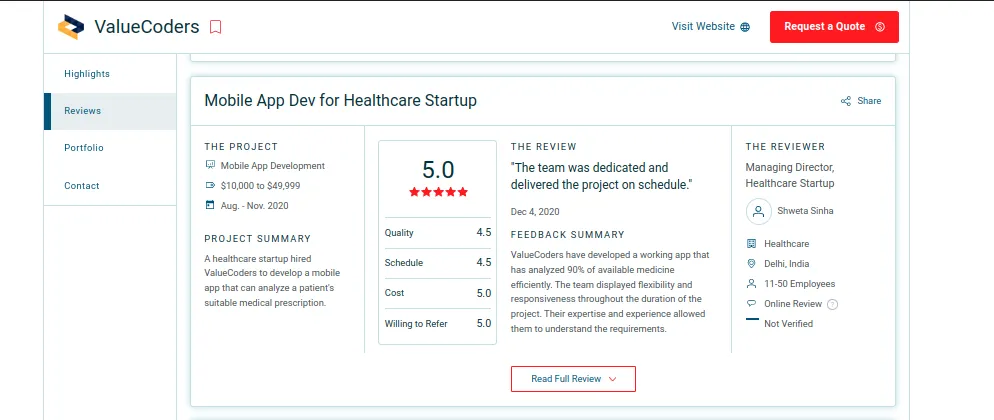 ValueCoders
Visit Website
Request a Quote
Highlights
Reviews
Portfolio
Contact
Mobile App Dev for Healthcare Startup
Share
THE PROJECT
Mobile App Development
$10,000 to $49,999
Aug. - Nov. 2020
PROJECT SUMMARY
A healthcare startup hired
ValueCoders to develop a mobile
app that can analyze a patient's
suitable medical prescription.
5.0
Quality 4.5
Schedule 4.5
Cost 5.0
Willing to Refer 5.0
THE REVIEW
"The team was dedicated and
delivered the project on schedule."
Dec 4, 2020
FEEDBACK SUMMARY
ValueCoders have developed a working app that
has analyzed 90% of available medicine
efficiently. The team displayed flexibility and
responsiveness throughout the duration of the
project. Their expertise and experience allowed
them to understand the requirements.
THE REVIEWER
Managing Director,
Healthcare Startup
Shweta Sinha
Healthcare
Delhi, India
11-50 Employees
Online Review ?
Not Verified
Read Full Review